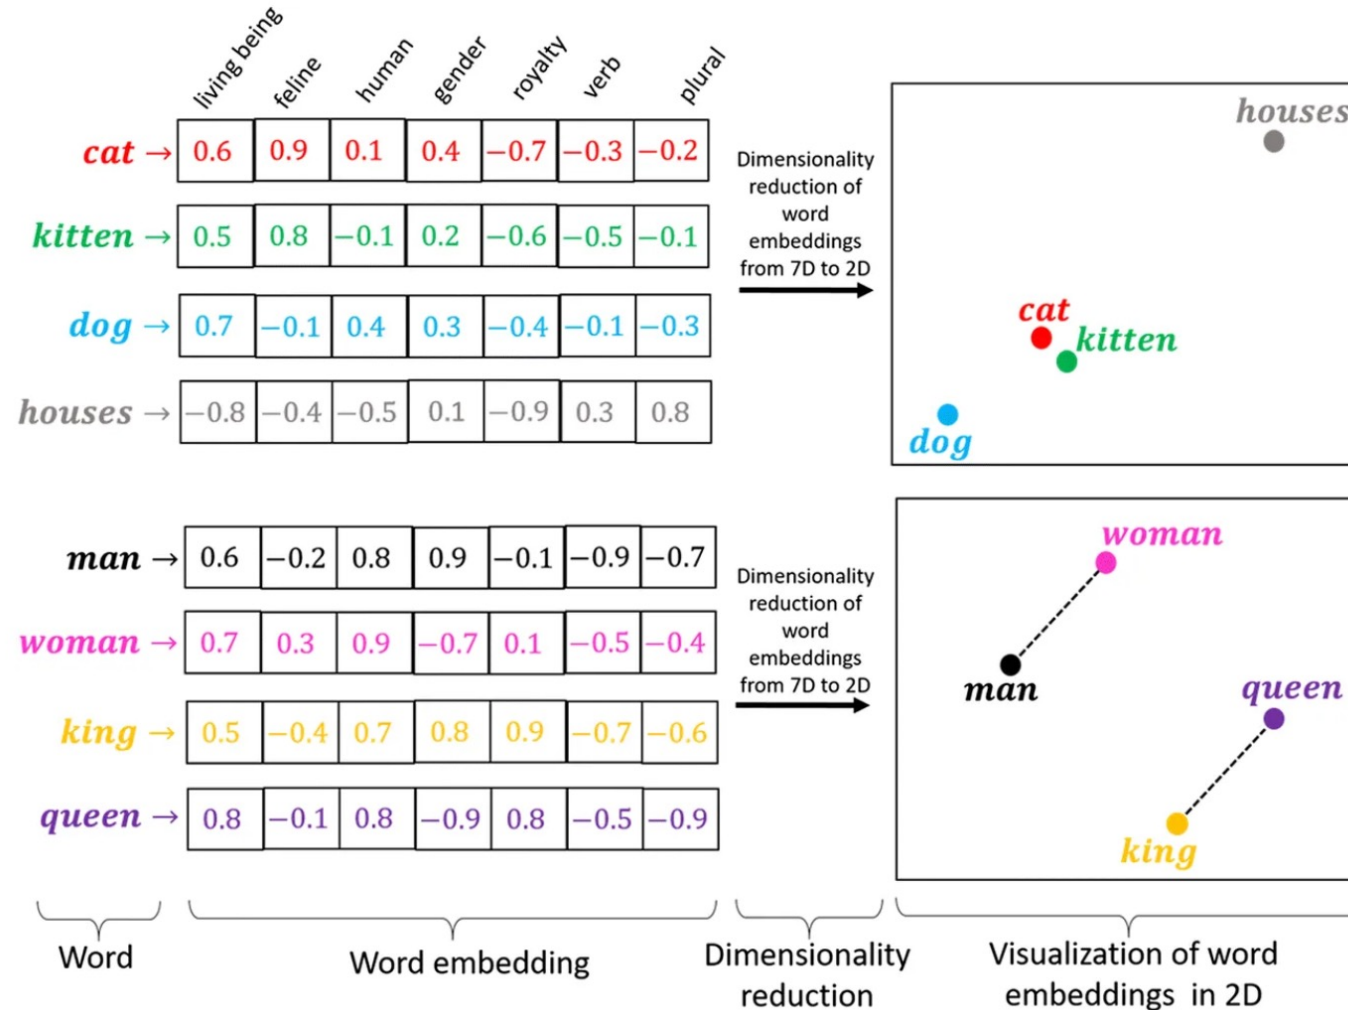 living being feline human gender royalty verb plural
cat → 0.6 0.9 0.1 0.4 −0.7 −0.3 −0.2
kitten → 0.5 0.8 −0.1 0.2 −0.6 −0.5 −0.1
dog → 0.7 −0.1 0.4 0.3 −0.4 −0.1 −0.3
houses → −0.8 −0.4 −0.5 0.1 −0.9 0.3 0.8
Dimensionality
reduction of
word
embeddings
from 7D to 2D
houses
cat
kitten
dog
man → 0.6 −0.2 0.8 0.9 −0.1 −0.9 −0.7
woman → 0.7 0.3 0.9 −0.7 0.1 −0.5 −0.4
king → 0.5 −0.4 0.7 0.8 0.9 −0.7 −0.6
queen → 0.8 −0.1 0.8 −0.9 0.8 −0.5 −0.9
Dimensionality
reduction of
word
embeddings
from 7D to 2D
woman
man
queen
king
Word
Word embedding
Dimensionality
reduction
Visualization of word
embeddings in 2D